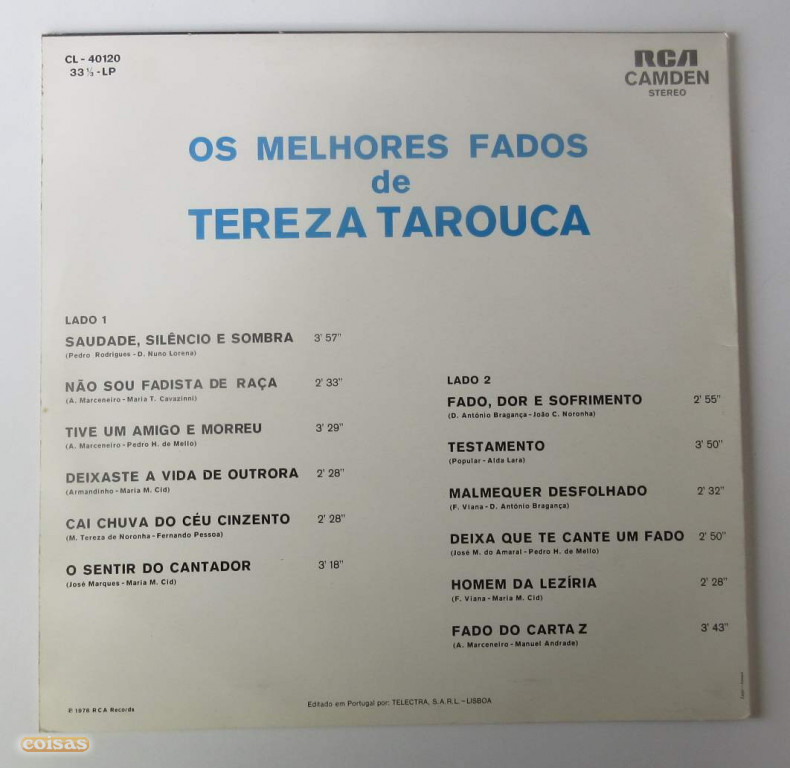 CL - 40120
33 ⅓ - LP
RCA
CAMDEN
STEREO
OS MELHORES FADOS
de
TEREZA TAROUCA
LADO 1
SAUDADE, SILÊNCIO E SOMBRA 3' 57"
(Pedro Rodrigues - D. Nuno Lorena)
NÃO SOU FADISTA DE RAÇA 2' 33"
(A. Marceneiro - Maria T. Cavazinni)
TIVE UM AMIGO E MORREU 3' 29"
(A. Marceneiro - Pedro H. de Mello)
DEIXASTE A VIDA DE OUTRORA 2' 28"
(Armandinho - Maria M. Cid)
CAI CHUVA DO CÉU CINZENTO 2' 28"
(M. Tereza de Noronha - Fernando Pessoa)
O SENTIR DO CANTADOR 3' 18"
(José Marques - Maria M. Cid)
LADO 2
FADO, DOR E SOFRIMENTO 2' 55"
(D. António Bragança - João C. Noronha)
TESTAMENTO 3' 50"
(Popular - Alda Lara)
MALMEQUER DESFOLHADO 2' 32"
(F. Viana - D. António Bragança)
DEIXA QUE TE CANTE UM FADO 2' 50"
(José M. do Amaral - Pedro H. de Mello)
HOMEM DA LEZÍRIA 2' 28"
(F. Viana - Maria M. Cid)
FADO DO CARTAZ 3' 43"
(A. Marceneiro - Manuel Andrade)
℗ 1976 RCA Records
Editado em Portugal por: TELECTRA, S.A.R.L. - LISBOA
coisas